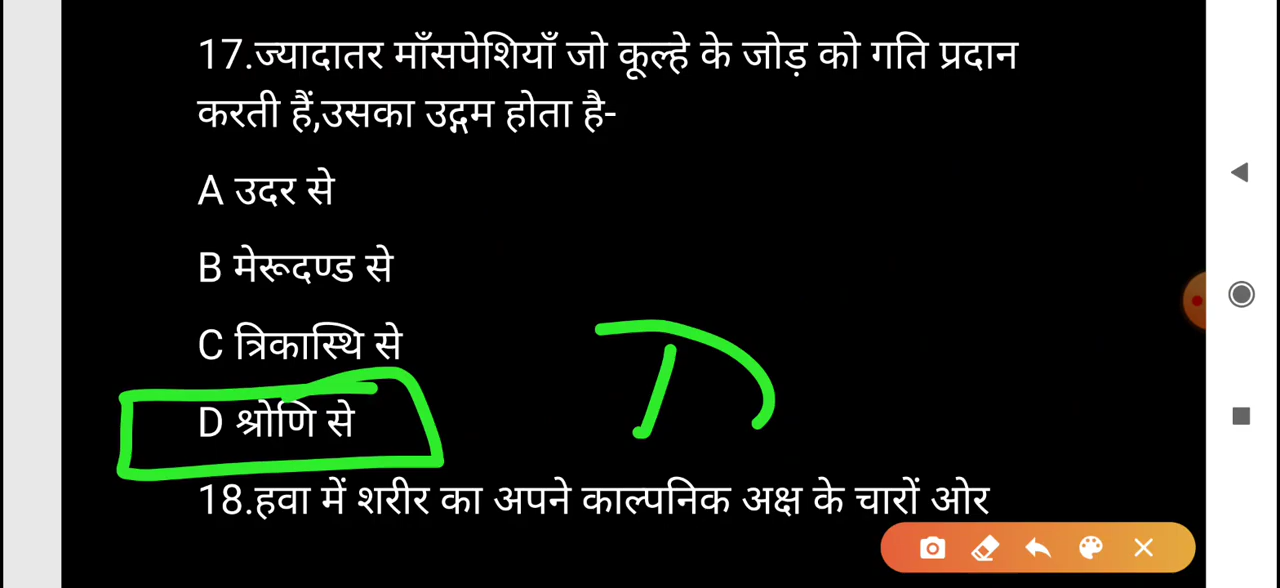 17.ज्यादातर माँसपेशियाँ जो कूल्हे के जोड़ को गति प्रदान
करती हैं,उसका उद्गम होता है-
A उदर से
B मेरूदण्ड से
C त्रिकास्थि से
D श्रोणि से
D
18.हवा में शरीर का अपने काल्पनिक अक्ष के चारों ओर